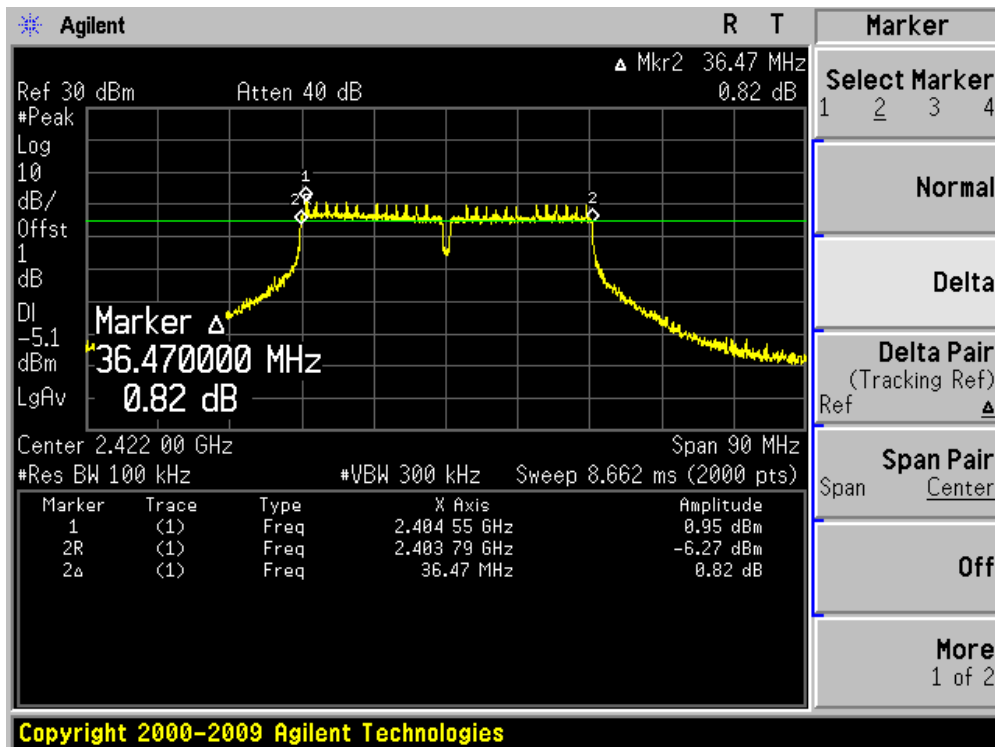 Agilent R T
Δ Mkr2 36.47 MHz
Ref 30 dBm Atten 40 dB 0.82 dB
#Peak
Log
10
dB/
Offst
1
dB
DI
-5.1
dBm
LgAv
1
2
2
Marker Δ
36.470000 MHz
0.82 dB
Center 2.422 00 GHz Span 90 MHz
#Res BW 100 kHz #VBW 300 kHz Sweep 8.662 ms (2000 pts)
Marker Trace Type X Axis Amplitude
1 (1) Freq 2.404 55 GHz 0.95 dBm
2R (1) Freq 2.403 79 GHz -6.27 dBm
2Δ (1) Freq 36.47 MHz 0.82 dB
Marker
Select Marker
1 2 3 4
Normal
Delta
Delta Pair
(Tracking Ref)
Ref Δ
Span Pair
Span Center
Off
More
1 of 2
Copyright 2000-2009 Agilent Technologies